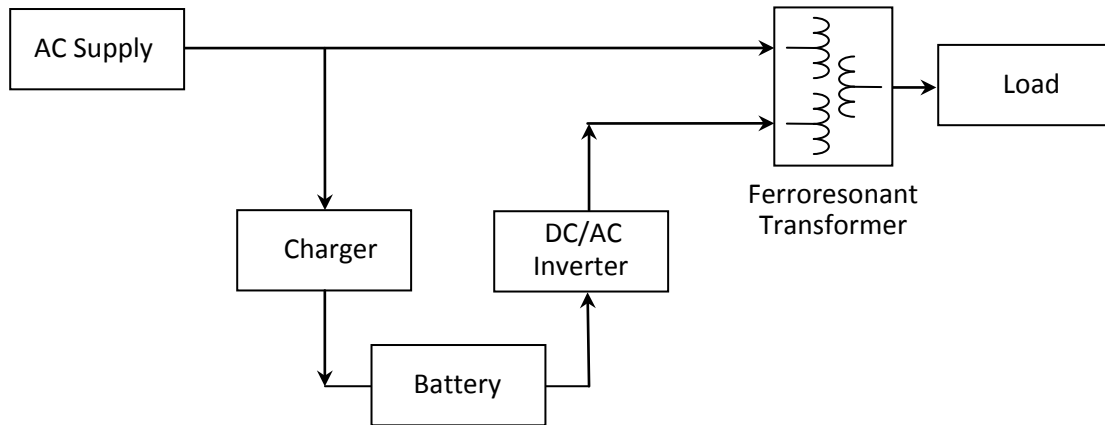 AC Supply
Load
Ferroresonant
Transformer
Charger
DC/AC
Inverter
Battery